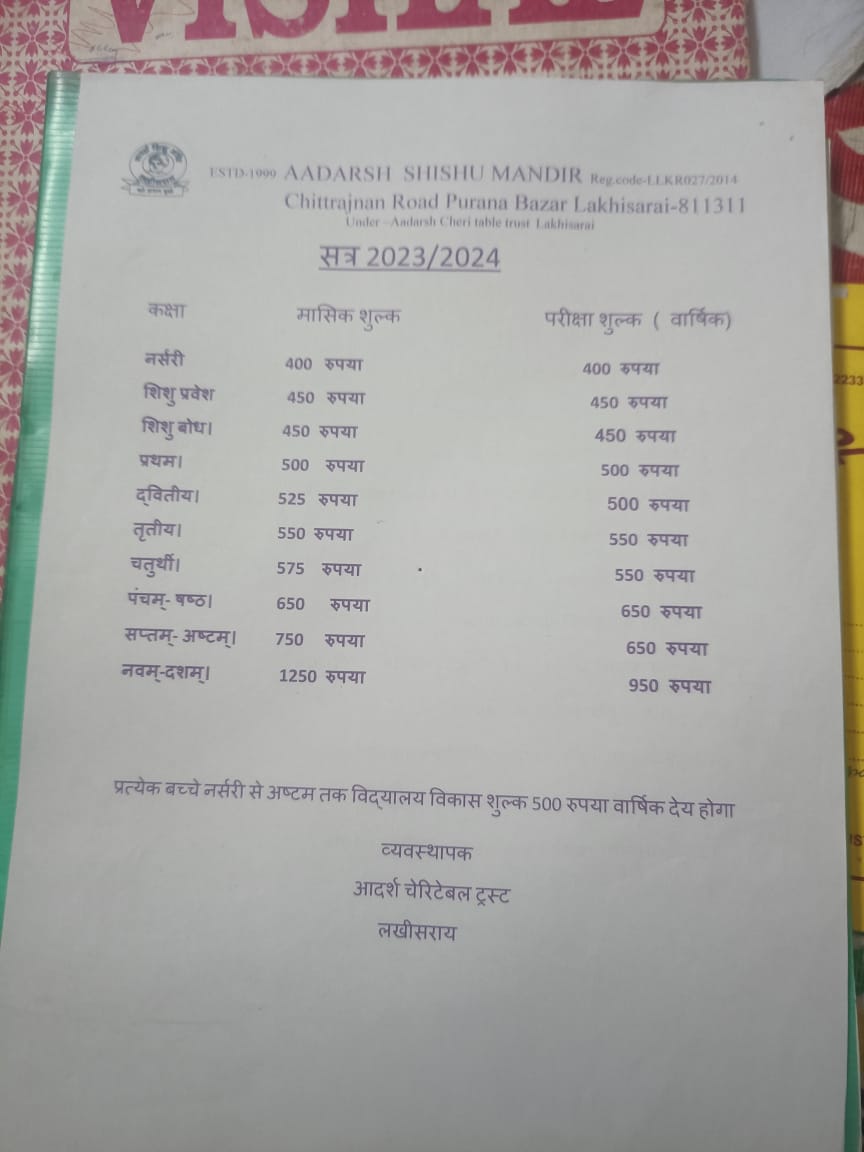 ESTD-1999 AADARSH SHISHU MANDIR Reg.code-LLKR027/2014
Chittrajnan Road Purana Bazar Lakhisarai-811311
Under –Aadarsh Cheri table trust Lakhisarai
सत्र 2023/2024
कक्षा मासिक शुल्क परीक्षा शुल्क ( वार्षिक)
नर्सरी 400 रुपया 400 रुपया
शिशु प्रवेश 450 रुपया 450 रुपया
शिशु बोध। 450 रुपया 450 रुपया
प्रथम। 500 रुपया 500 रुपया
द्वितीय। 525 रुपया 500 रुपया
तृतीय। 550 रुपया 550 रुपया
चतुर्थी। 575 रुपया 550 रुपया
पंचम्- षष्ठ। 650 रुपया 650 रुपया
सप्तम्- अष्टम्। 750 रुपया 650 रुपया
नवम्-दशम्। 1250 रुपया 950 रुपया
प्रत्येक बच्चे नर्सरी से अष्टम तक विद्यालय विकास शुल्क 500 रुपया वार्षिक देय होगा
व्यवस्थापक
आदर्श चेरिटेबल ट्रस्ट
लखीसराय
2233